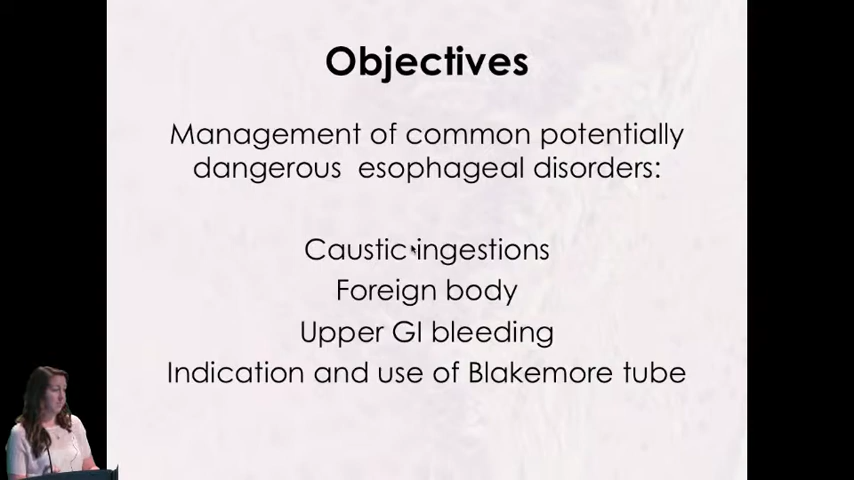 Objectives
Management of common potentially
dangerous esophageal disorders:
Caustic ingestions
Foreign body
Upper GI bleeding
Indication and use of Blakemore tube